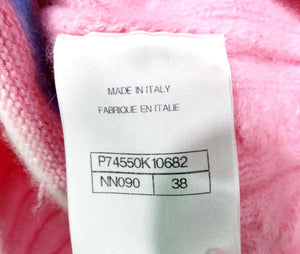 MADE IN ITALY
FABRIQUE EN ITALIE
P74550K10682
NN090 38